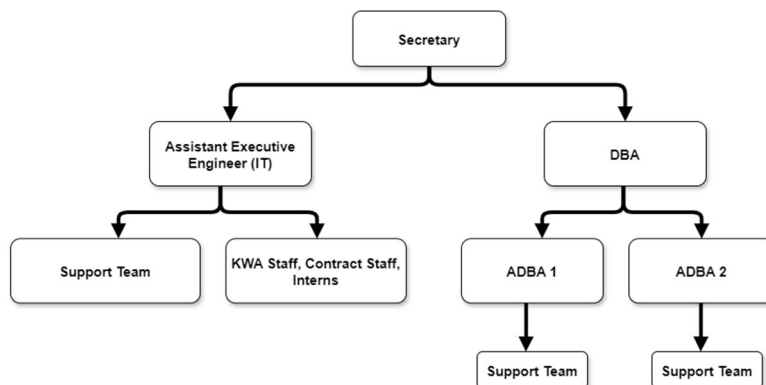 Secretary
Assistant Executive
Engineer (IT)
DBA
Support Team
KWA Staff, Contract Staff,
Interns
ADBA 1
ADBA 2
Support Team
Support Team